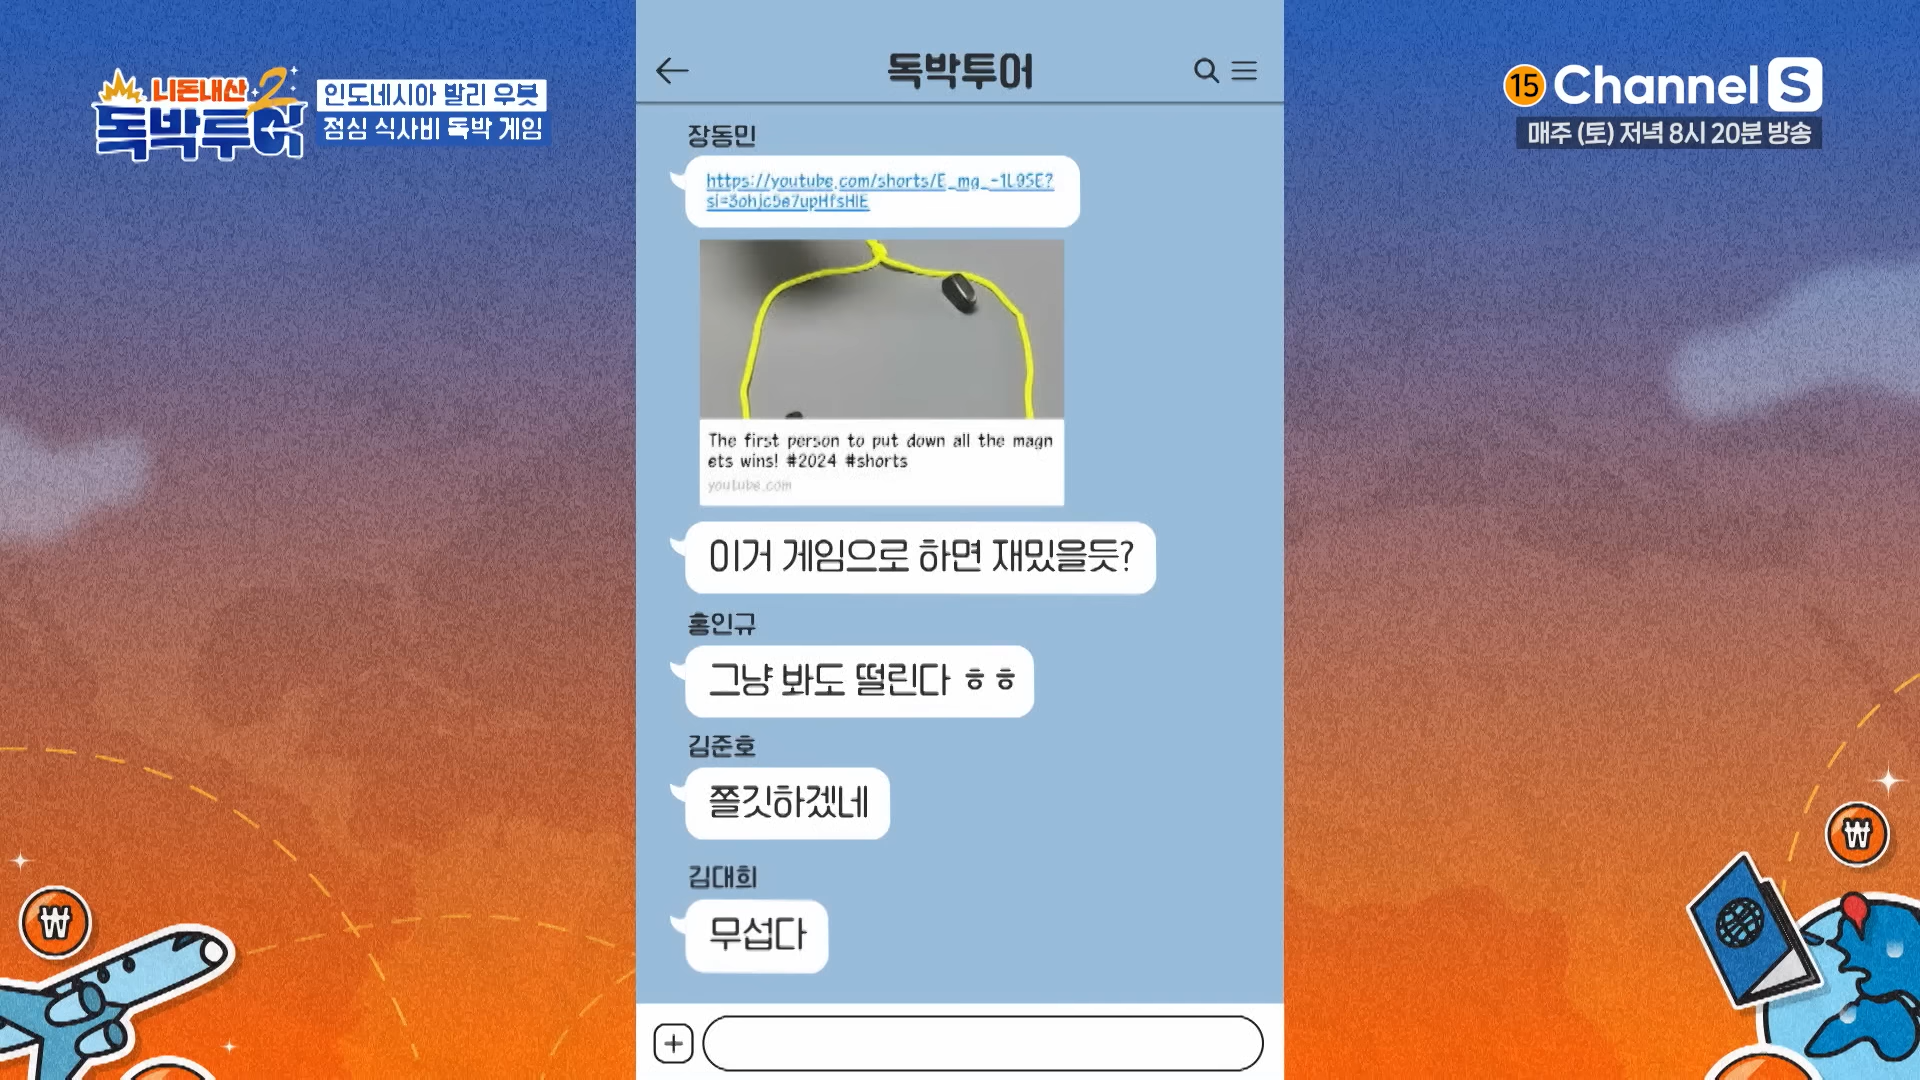 니돈내산
독박투어2
인도네시아 발리 우붓
점심 식사비 독박 게임
15 Channel S
매주 (토) 저녁 8시 20분 방송
독박투어
장동민
https://youtube.com/shorts/E_mg_-1L9SE?
si=3ohjc5e7upHfsHlE
The first person to put down all the magn
ets wins! #2024 #shorts
youtube.com
이거 게임으로 하면 재밌을듯?
홍인규
그냥 봐도 떨린다 ㅎㅎ
김준호
쫄깃하겠네
김대희
무섭다